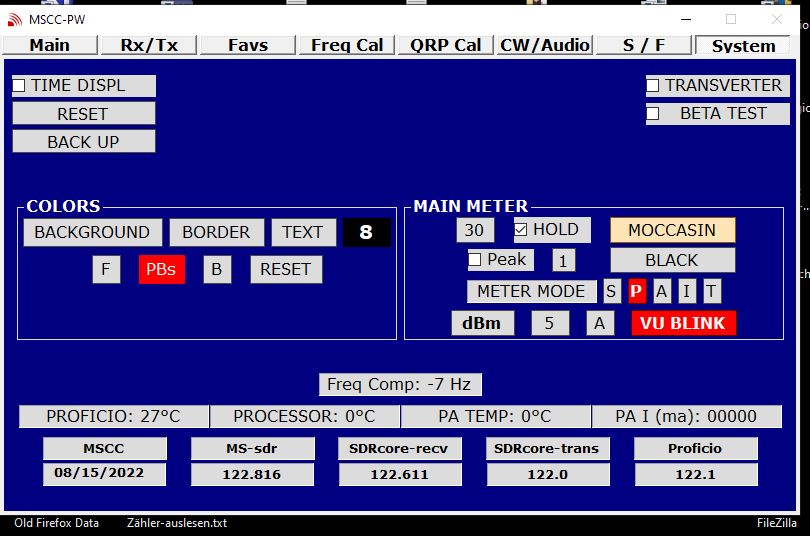 MSCC-PW
Main Rx/Tx Favs Freq Cal QRP Cal CW/Audio S / F System
TIME DISPL TRANSVERTER
RESET BETA TEST
BACK UP
COLORS
BACKGROUND BORDER TEXT 8
F PBs B RESET
MAIN METER
30 HOLD MOCCASIN
Peak 1 BLACK
METER MODE S P A I T
dBm 5 A VU BLINK
Freq Comp: -7 Hz
PROFICIO: 27°C PROCESSOR: 0°C PA TEMP: 0°C PA I (ma): 00000
MSCC MS-sdr SDRcore-recv SDRcore-trans Proficio
08/15/2022 122.816 122.611 122.0 122.1
Old Firefox Data Zähler-auslesen.txt FileZilla